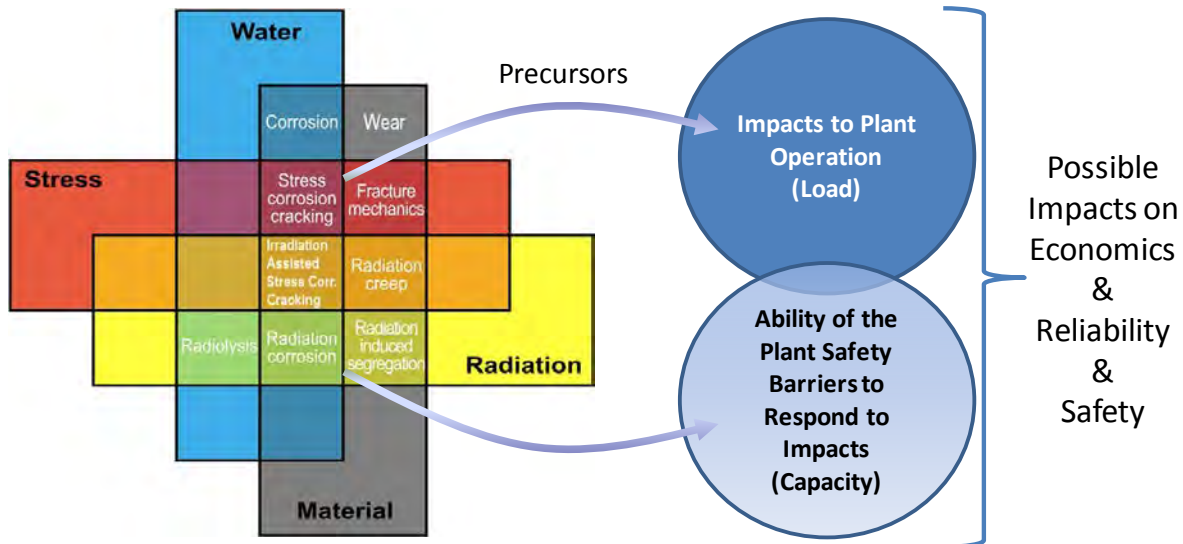 Water
Corrosion
Wear
Stress
Stress
corrosion
cracking
Fracture
mechanics
Irradiation
Assisted
Stress Corr.
Cracking
Radiation
creep
Radiolysis
Radiation
corrosion
Radiation
induced
segregation
Radiation
Material
Precursors
Impacts to Plant
Operation
(Load)
Ability of the
Plant Safety
Barriers to
Respond to
Impacts
(Capacity)
Possible
Impacts on
Economics
&
Reliability
&
Safety